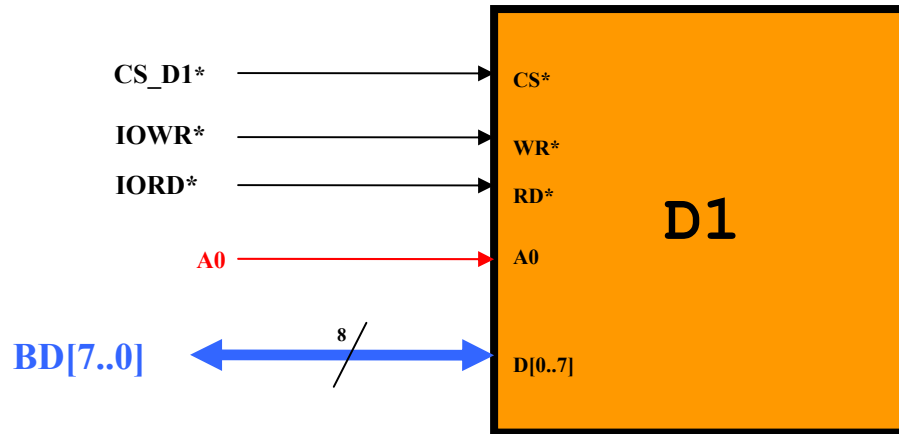 CS_D1* CS*
IOWR* WR*
IORD* RD*
D1
A0 A0
8
BD[7..0] D[0..7]